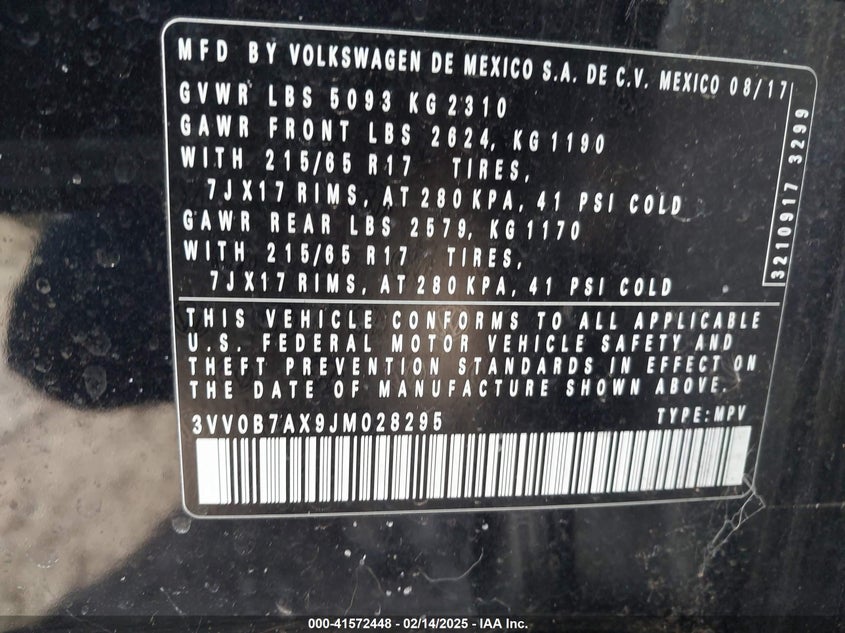 MFD BY VOLKSWAGEN DE MEXICO S.A. DE C.V. MEXICO 08/17
GVWR LBS 5093 KG 2310
GAWR FRONT LBS 2624, KG 1190
WITH 215/65 R17 TIRES,
7JX17 RIMS, AT 280 KPA, 41 PSI COLD
GAWR REAR LBS 2579, KG 1170
WITH 215/65 R17 TIRES,
7JX17 RIMS, AT 280 KPA, 41 PSI COLD
3210917 3299
THIS VEHICLE CONFORMS TO ALL APPLICABLE
U.S. FEDERAL MOTOR VEHICLE SAFETY AND
THEFT PREVENTION STANDARDS IN EFFECT ON
THE DATE OF MANUFACTURE SHOWN ABOVE.
3VV0B7AX9JM028295 TYPE: MPV
000-41572448 - 02/14/2025 - IAA Inc.